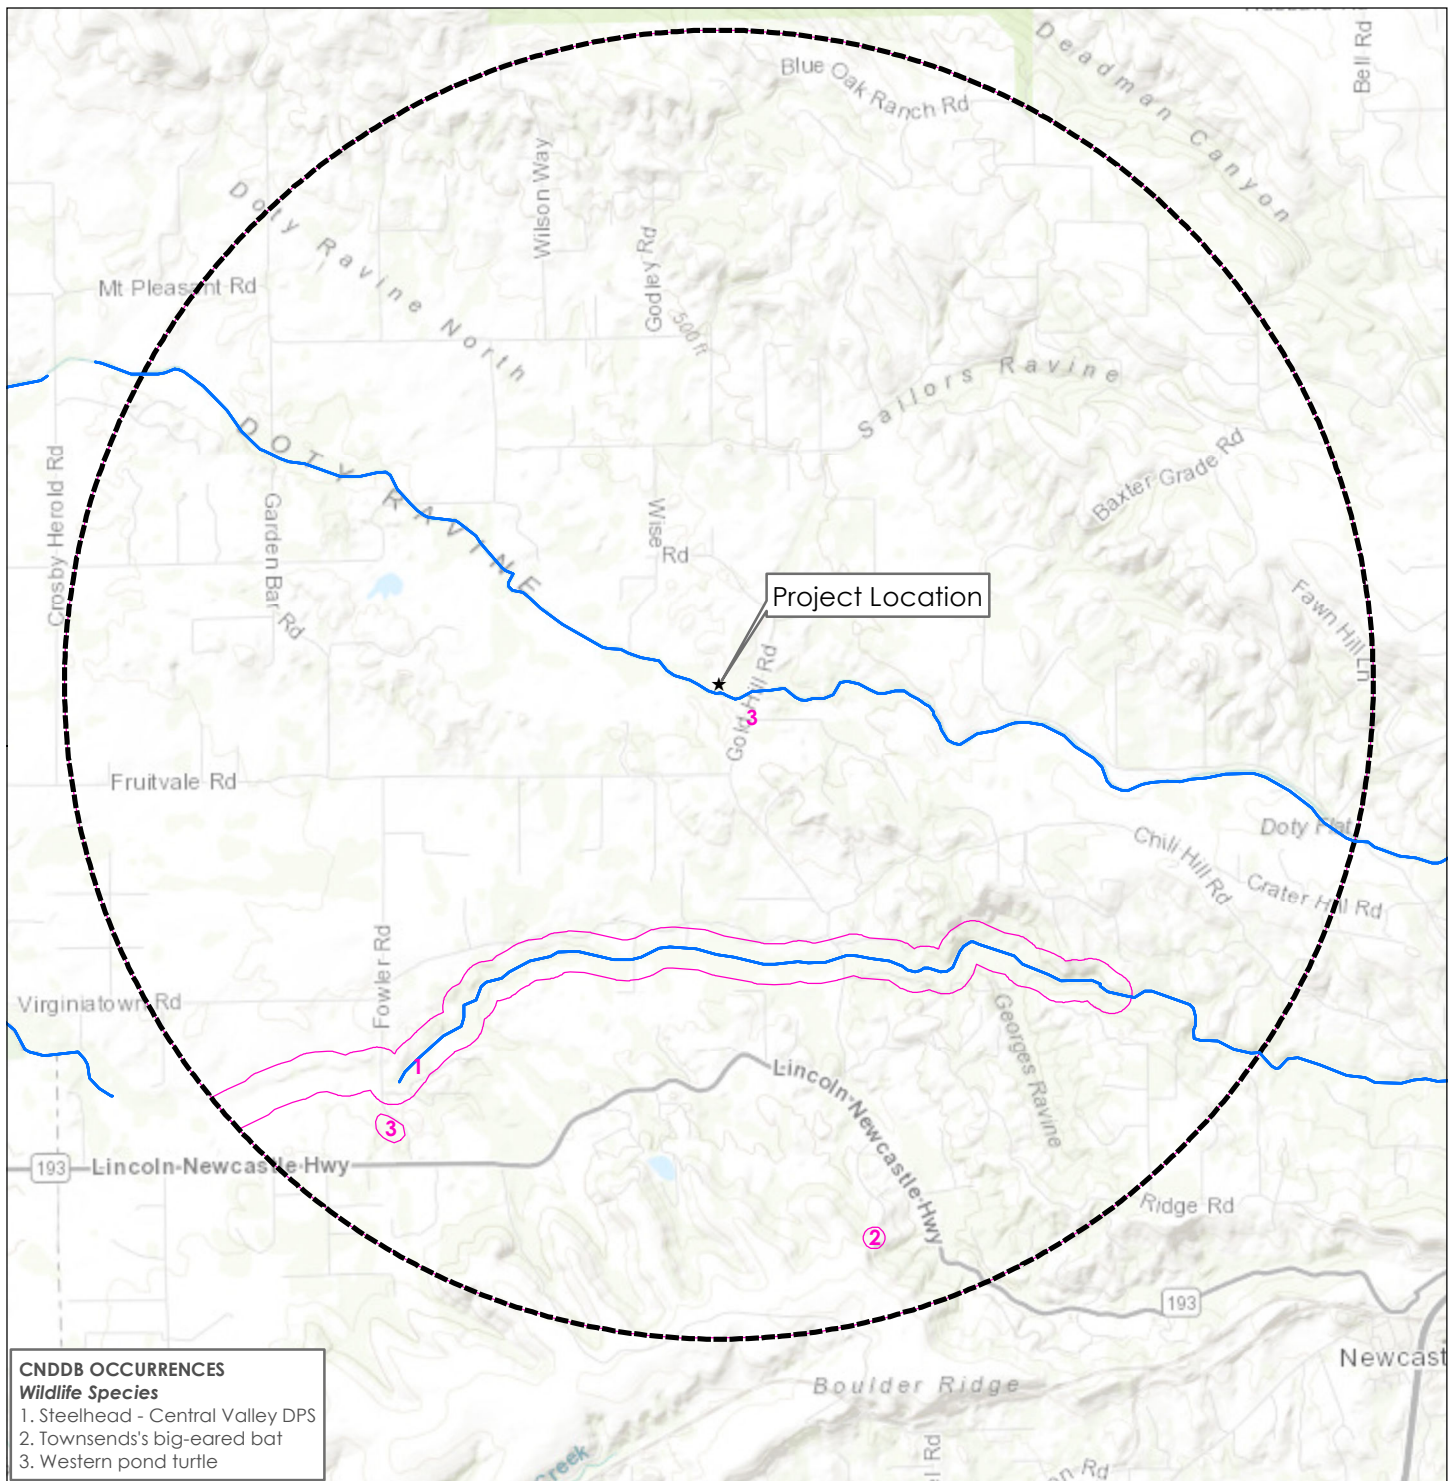 Blue Oak Ranch Rd
Deadman Canyon
Bell Rd
Wilson Way
Doty Ravine North
Godley Rd
Mt Pleasant Rd
500 ft
Sailors Ravine
DOTY RAVINE
Crosby Herold Rd
Garden Bar Rd
Wise Rd
Baxter Grade Rd
Fawn Hill Ln
Project Location
Gold Hill Rd
3
Fruitvale Rd
Doty Flat
Chili Hill Rd
Crater Hill Rd
Fowler Rd
Virginiatown Rd
Georges Ravine
1
Lincoln-Newcastle-Hwy
3
193
Lincoln-Newcastle-Hwy
Ridge Rd
2
193
Newcast
Boulder Ridge
Creek
el Rd
on Rd
CNDDB OCCURRENCES
Wildlife Species
1. Steelhead - Central Valley DPS
2. Townsends's big-eared bat
3. Western pond turtle